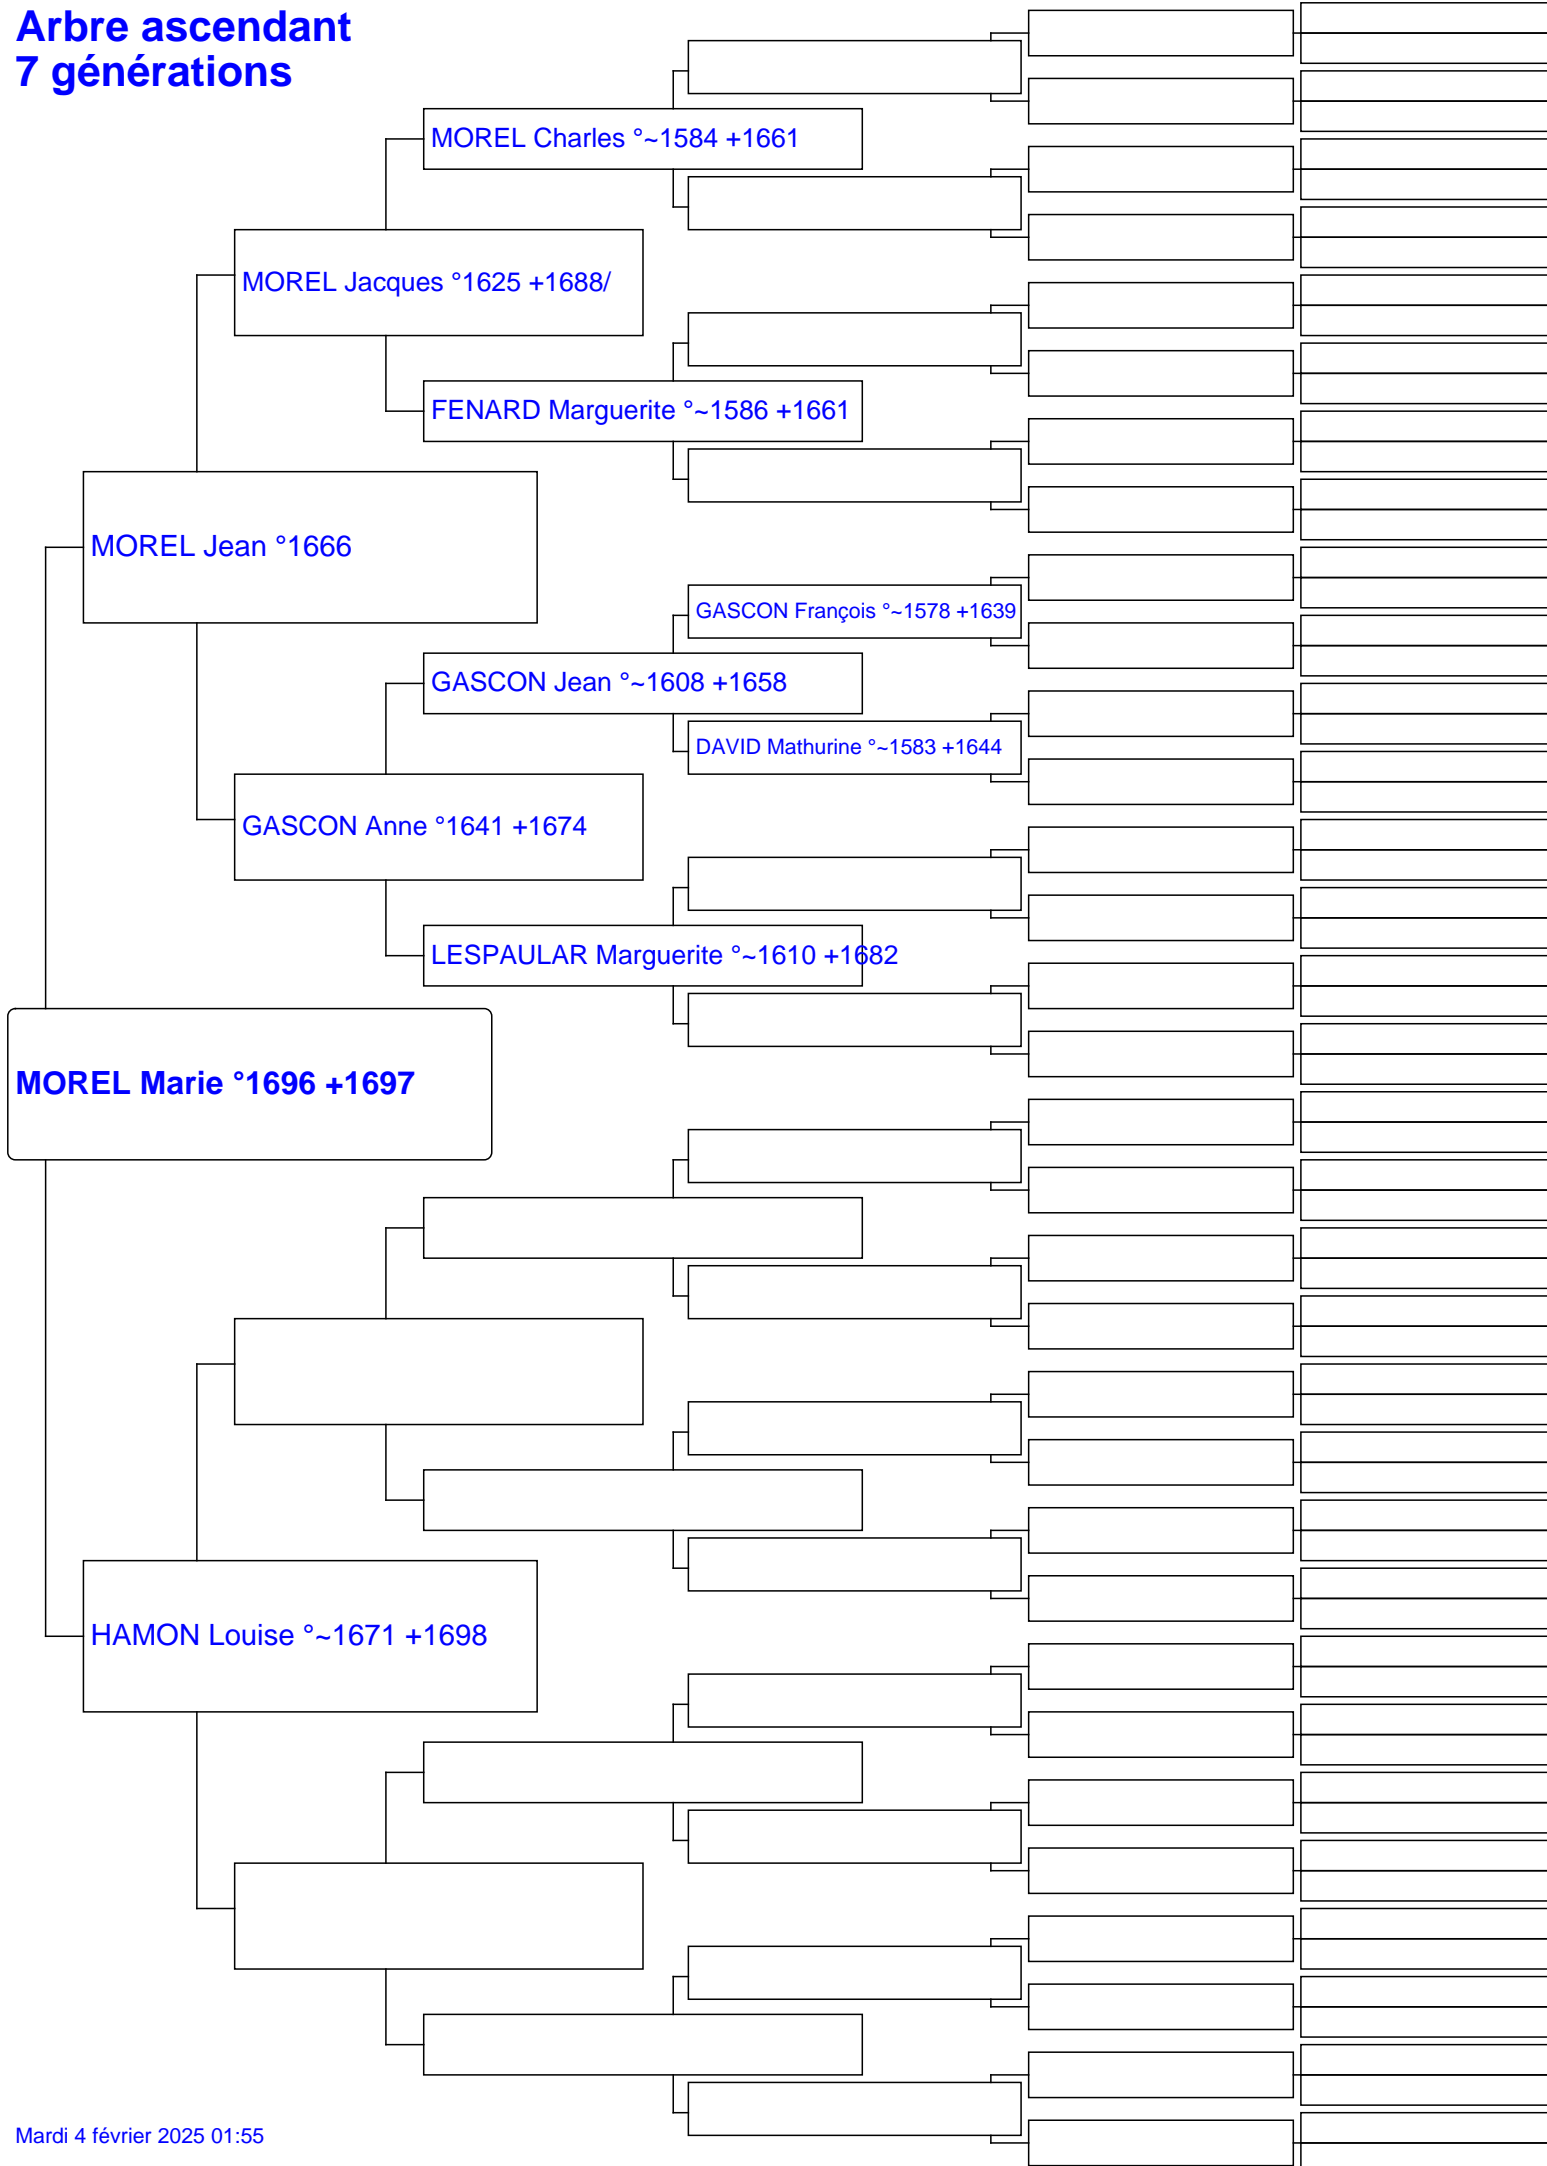 Arbre ascendant
7 générations
MOREL Charles °~1584 +1661
MOREL Jacques °1625 +1688/
FENARD Marguerite °~1586 +1661
MOREL Jean °1666
GASCON François °~1578 +1639
GASCON Jean °~1608 +1658
DAVID Mathurine °~1583 +1644
GASCON Anne °1641 +1674
LESPAULAR Marguerite °~1610 +1682
MOREL Marie °1696 +1697
HAMON Louise °~1671 +1698
Mardi 4 février 2025 01:55